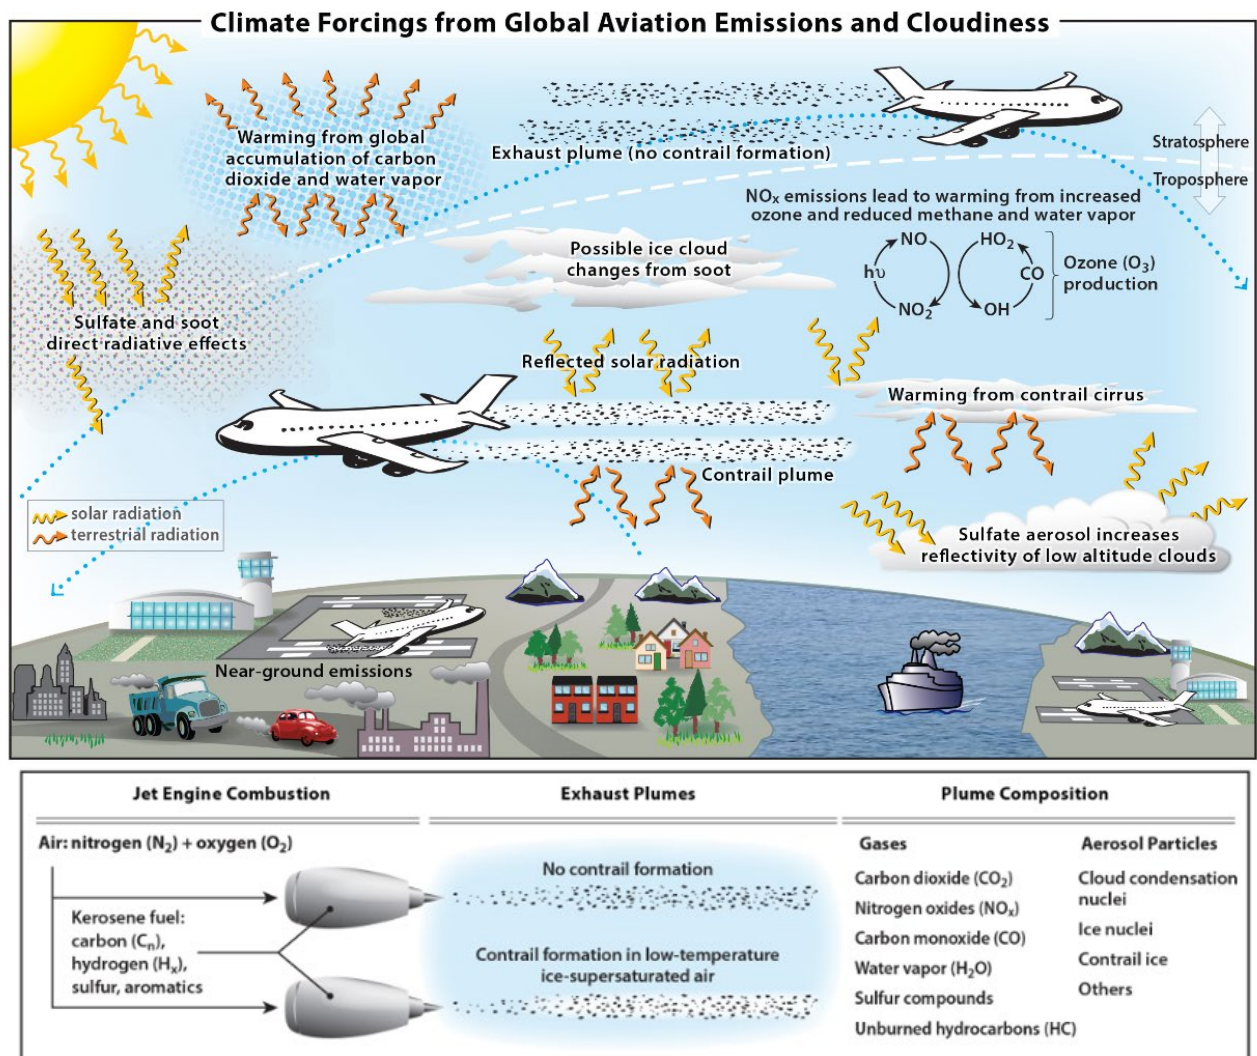 Climate Forcings from Global Aviation Emissions and Cloudiness
Warming from global
accumulation of carbon
dioxide and water vapor
Exhaust plume (no contrail formation)
Stratosphere
Troposphere
NOₓ emissions lead to warming from increased
ozone and reduced methane and water vapor
NO
HO₂
hυ
CO
NO₂
OH
Ozone (O₃)
production
Possible ice cloud
changes from soot
Sulfate and soot
direct radiative effects
Reflected solar radiation
Warming from contrail cirrus
Contrail plume
solar radiation
terrestrial radiation
Sulfate aerosol increases
reflectivity of low altitude clouds
Near-ground emissions
Jet Engine Combustion
Air: nitrogen (N₂) + oxygen (O₂)
Kerosene fuel:
carbon (Cₙ),
hydrogen (Hₓ),
sulfur, aromatics
Exhaust Plumes
No contrail formation
Contrail formation in low-temperature
ice-supersaturated air
Plume Composition
Gases
Carbon dioxide (CO₂)
Nitrogen oxides (NOₓ)
Carbon monoxide (CO)
Water vapor (H₂O)
Sulfur compounds
Unburned hydrocarbons (HC)
Aerosol Particles
Cloud condensation
nuclei
Ice nuclei
Contrail ice
Others